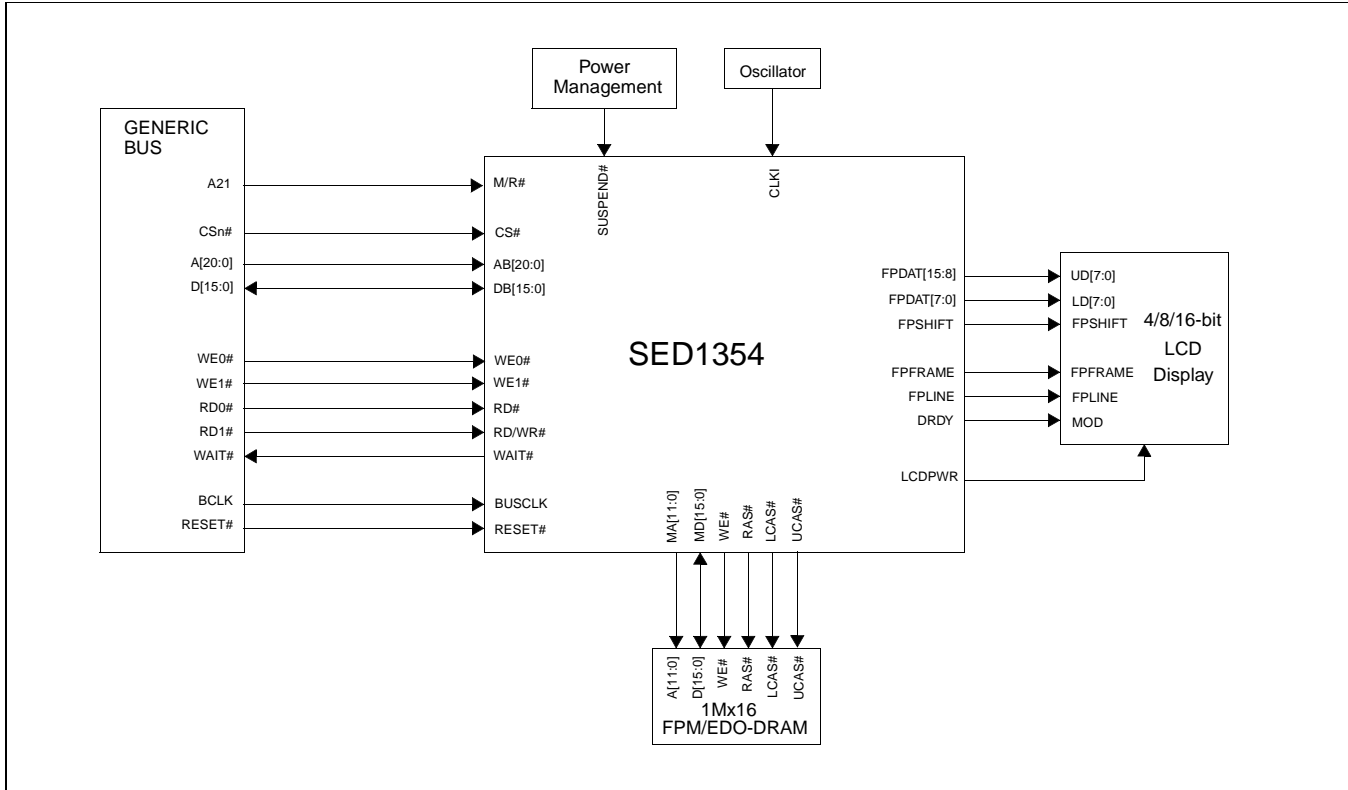 Power
Management
Oscillator
GENERIC
BUS
A21
CSn#
A[20:0]
D[15:0]
WE0#
WE1#
RD0#
RD1#
WAIT#
BCLK
RESET#
M/R#
CS#
AB[20:0]
DB[15:0]
WE0#
WE1#
RD#
RD/WR#
WAIT#
BUSCLK
RESET#
SUSPEND#
CLKI
SED1354
FPDAT[15:8]
FPDAT[7:0]
FPSHIFT
FPFRAME
FPLINE
DRDY
LCDPWR
UD[7:0]
LD[7:0]
FPSHIFT
FPFRAME
FPLINE
MOD
4/8/16-bit
LCD
Display
MA[11:0]
MD[15:0]
WE#
RAS#
LCAS#
UCAS#
A[11:0]
D[15:0]
WE#
RAS#
LCAS#
UCAS#
1Mx16
FPM/EDO-DRAM